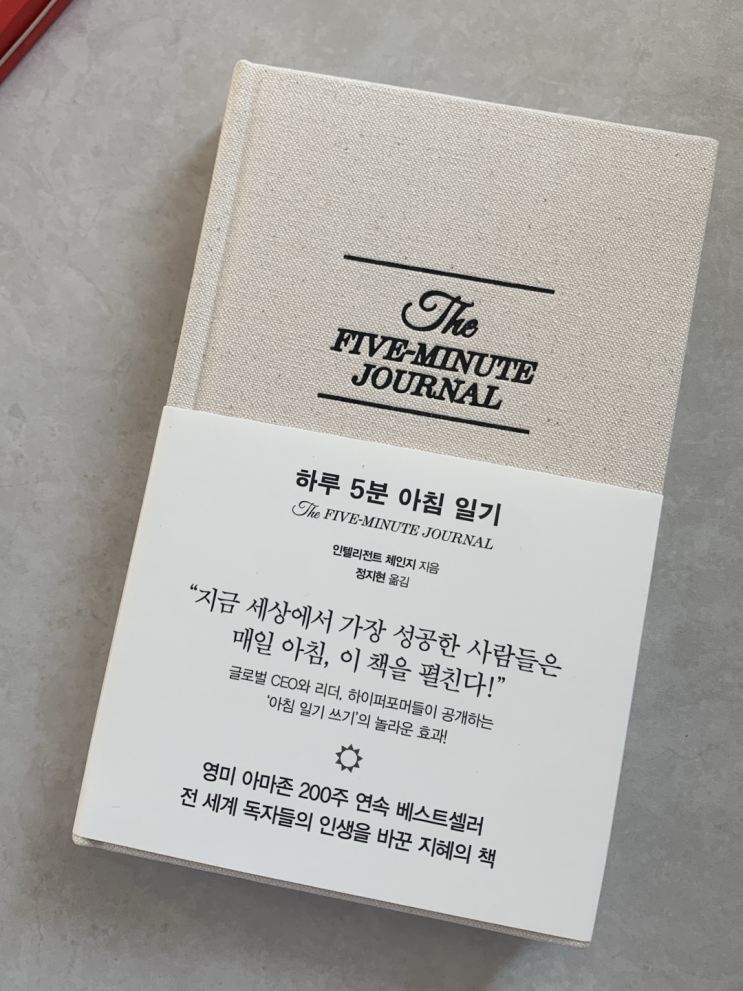 The
FIVE-MINUTE
JOURNAL
하루 5분 아침 일기
The FIVE-MINUTE JOURNAL
인텔리전트 체인지 지음
정지현 옮김
“지금 세상에서 가장 성공한 사람들은
매일 아침, 이 책을 펼친다!”
글로벌 CEO와 리더, 하이퍼포머들이 공개하는
‘아침 일기 쓰기’의 놀라운 효과!
영미 아마존 200주 연속 베스트셀러
전 세계 독자들의 인생을 바꾼 지혜의 책